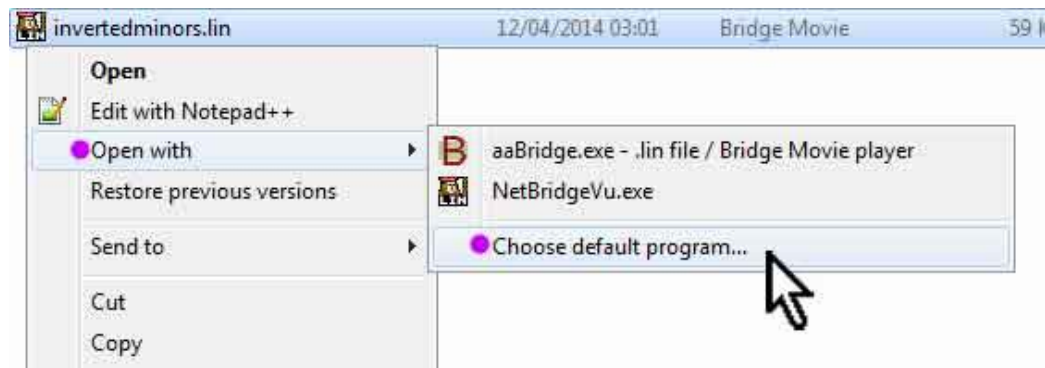 invertedminors.lin 12/04/2014 03:01 Bridge Movie 59
Open
Edit with Notepad++
Open with
aaBridge.exe - .lin file / Bridge Movie player
NetBridgeVu.exe
Restore previous versions
Choose default program...
Send to
Cut
Copy